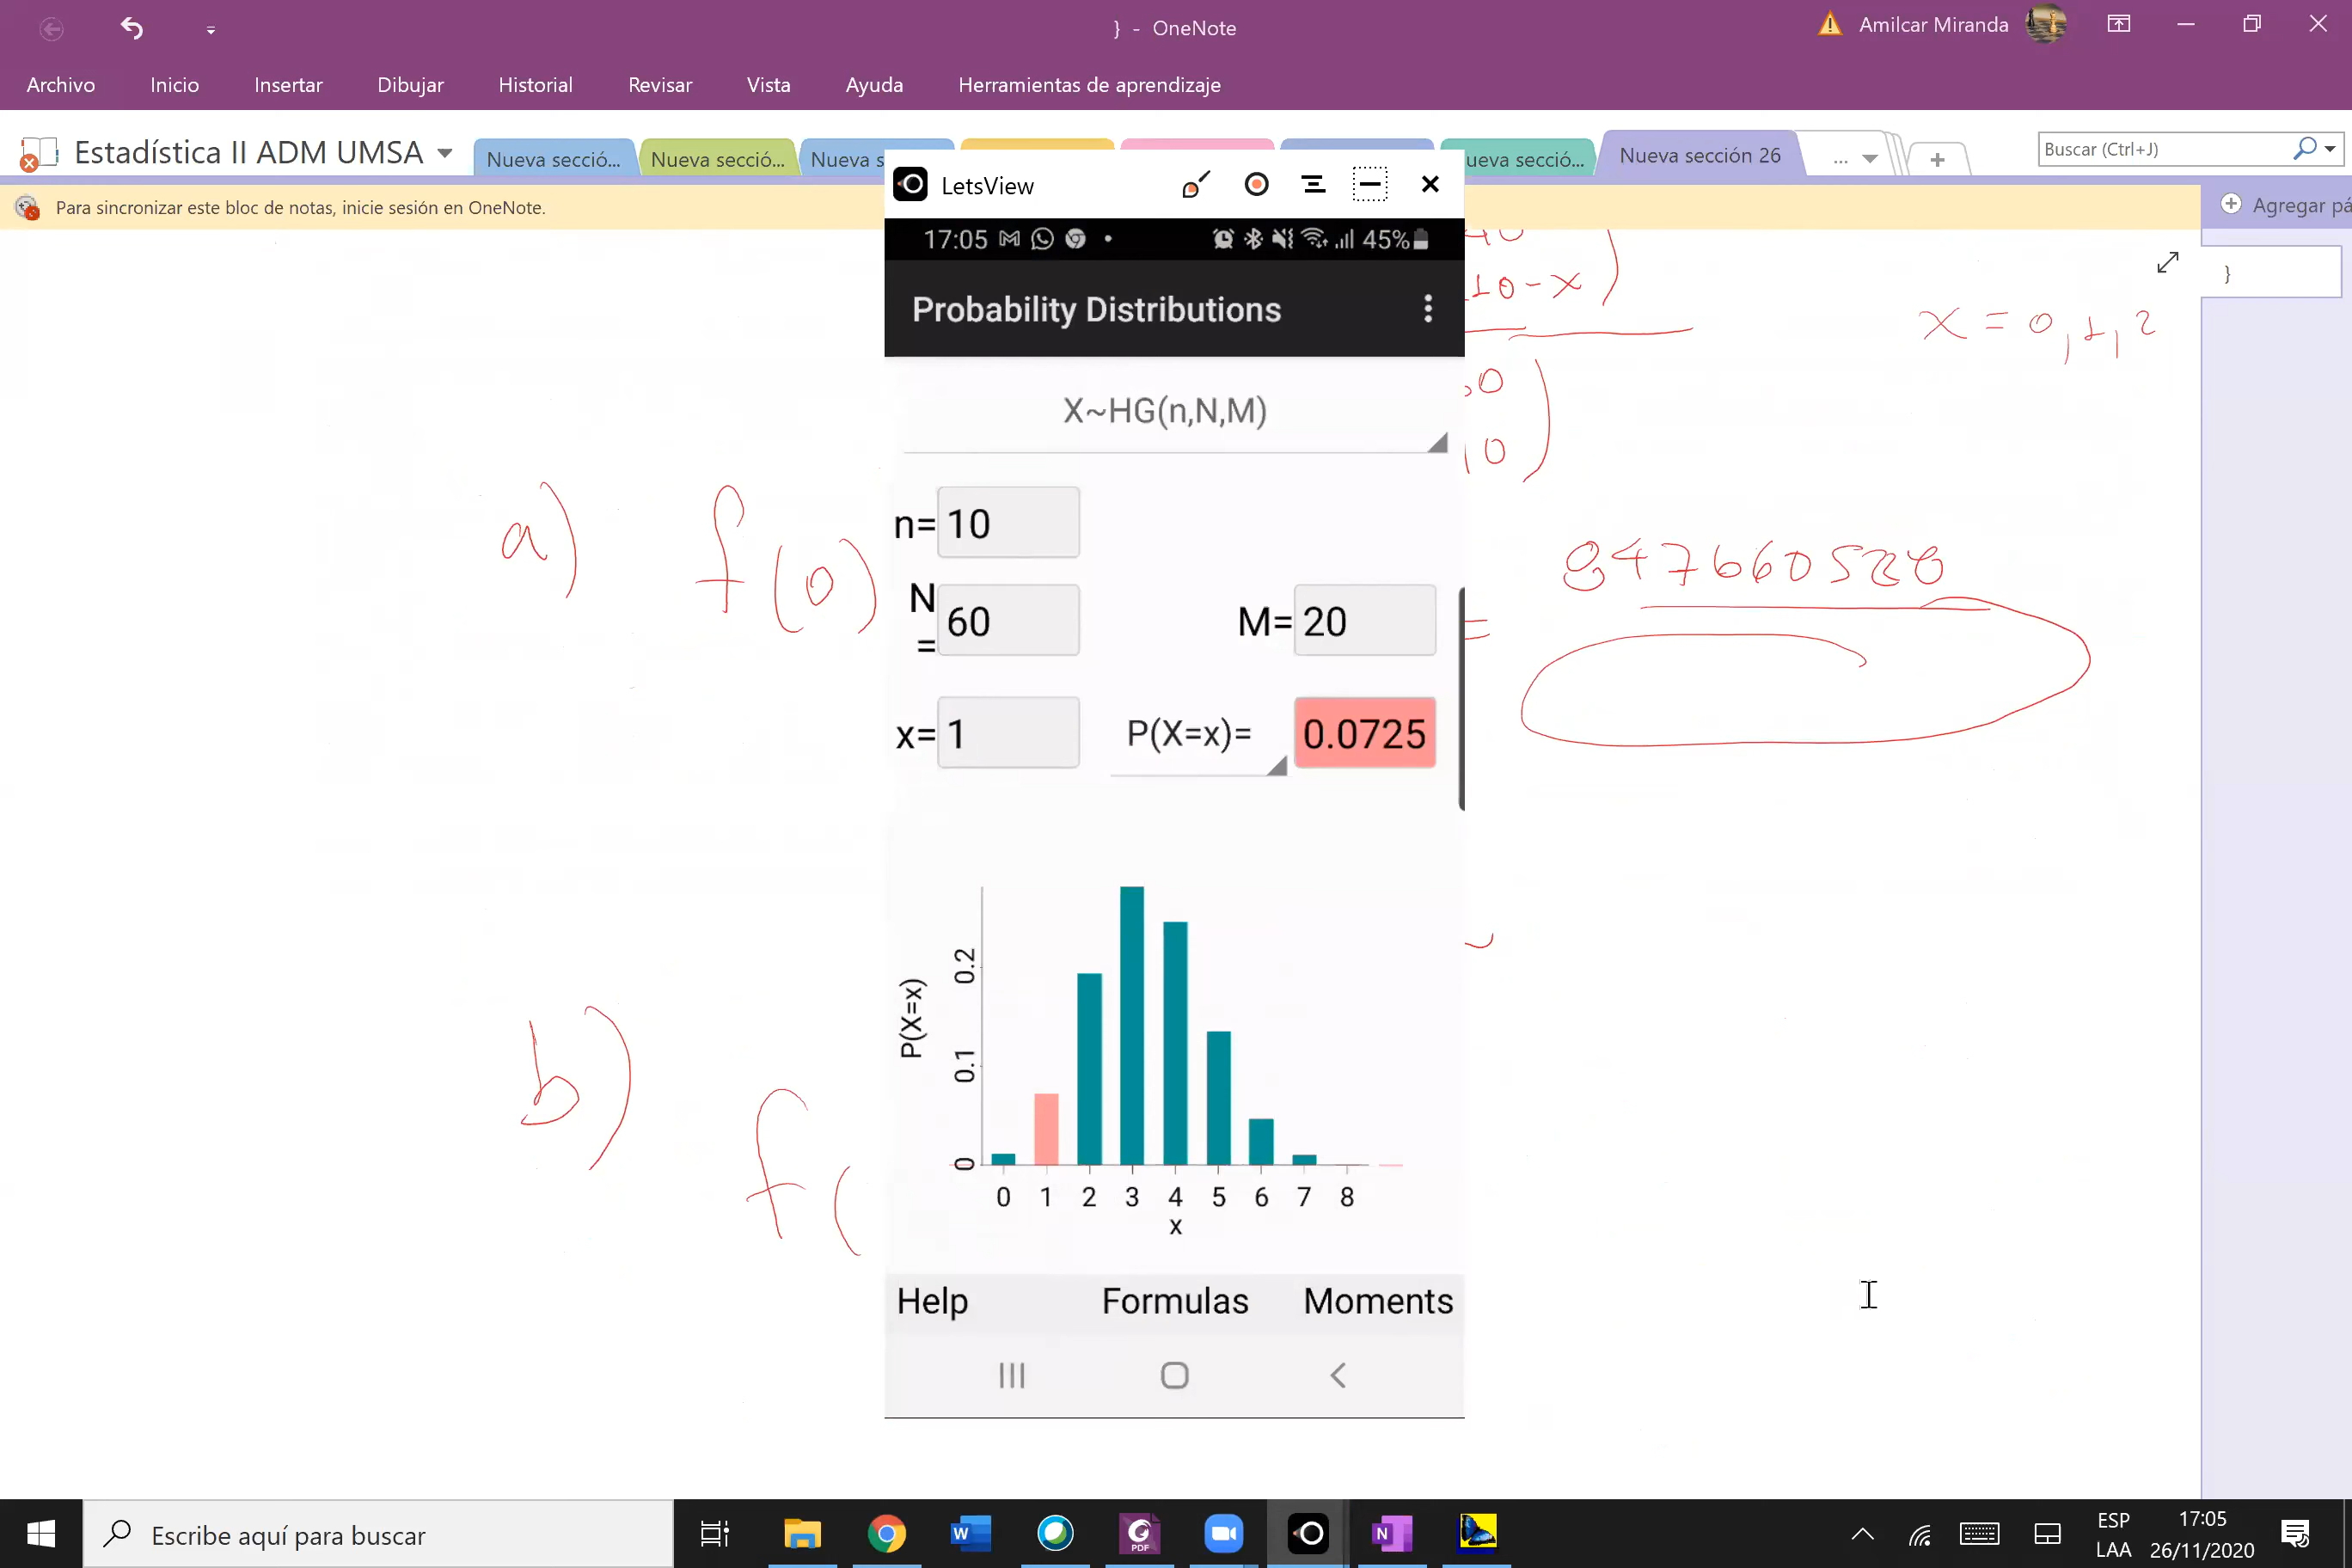 } - OneNote
Amilcar Miranda
Archivo Inicio Insertar Dibujar Historial Revisar Vista Ayuda Herramientas de aprendizaje
Estadística II ADM UMSA
Nueva secció... Nueva secció... Nueva s ueva secció... Nueva sección 26 ...
Buscar (Ctrl+J)
Para sincronizar este bloc de notas, inicie sesión en OneNote.
Agregar pá
}
LetsView
17:05 45%
Probability Distributions
X~HG(n,N,M)
n= 10
N = 60 M= 20
x= 1 P(X=x)= 0.0725
P(X=x)
0.2
0.1
0
0 1 2 3 4 5 6 7 8
x
Help Formulas Moments
10 - x)
x = 0, 1, 2
10)
a) f(0)
= 847660528
b) f(
Escribe aquí para buscar
ESP
LAA
17:05
26/11/2020